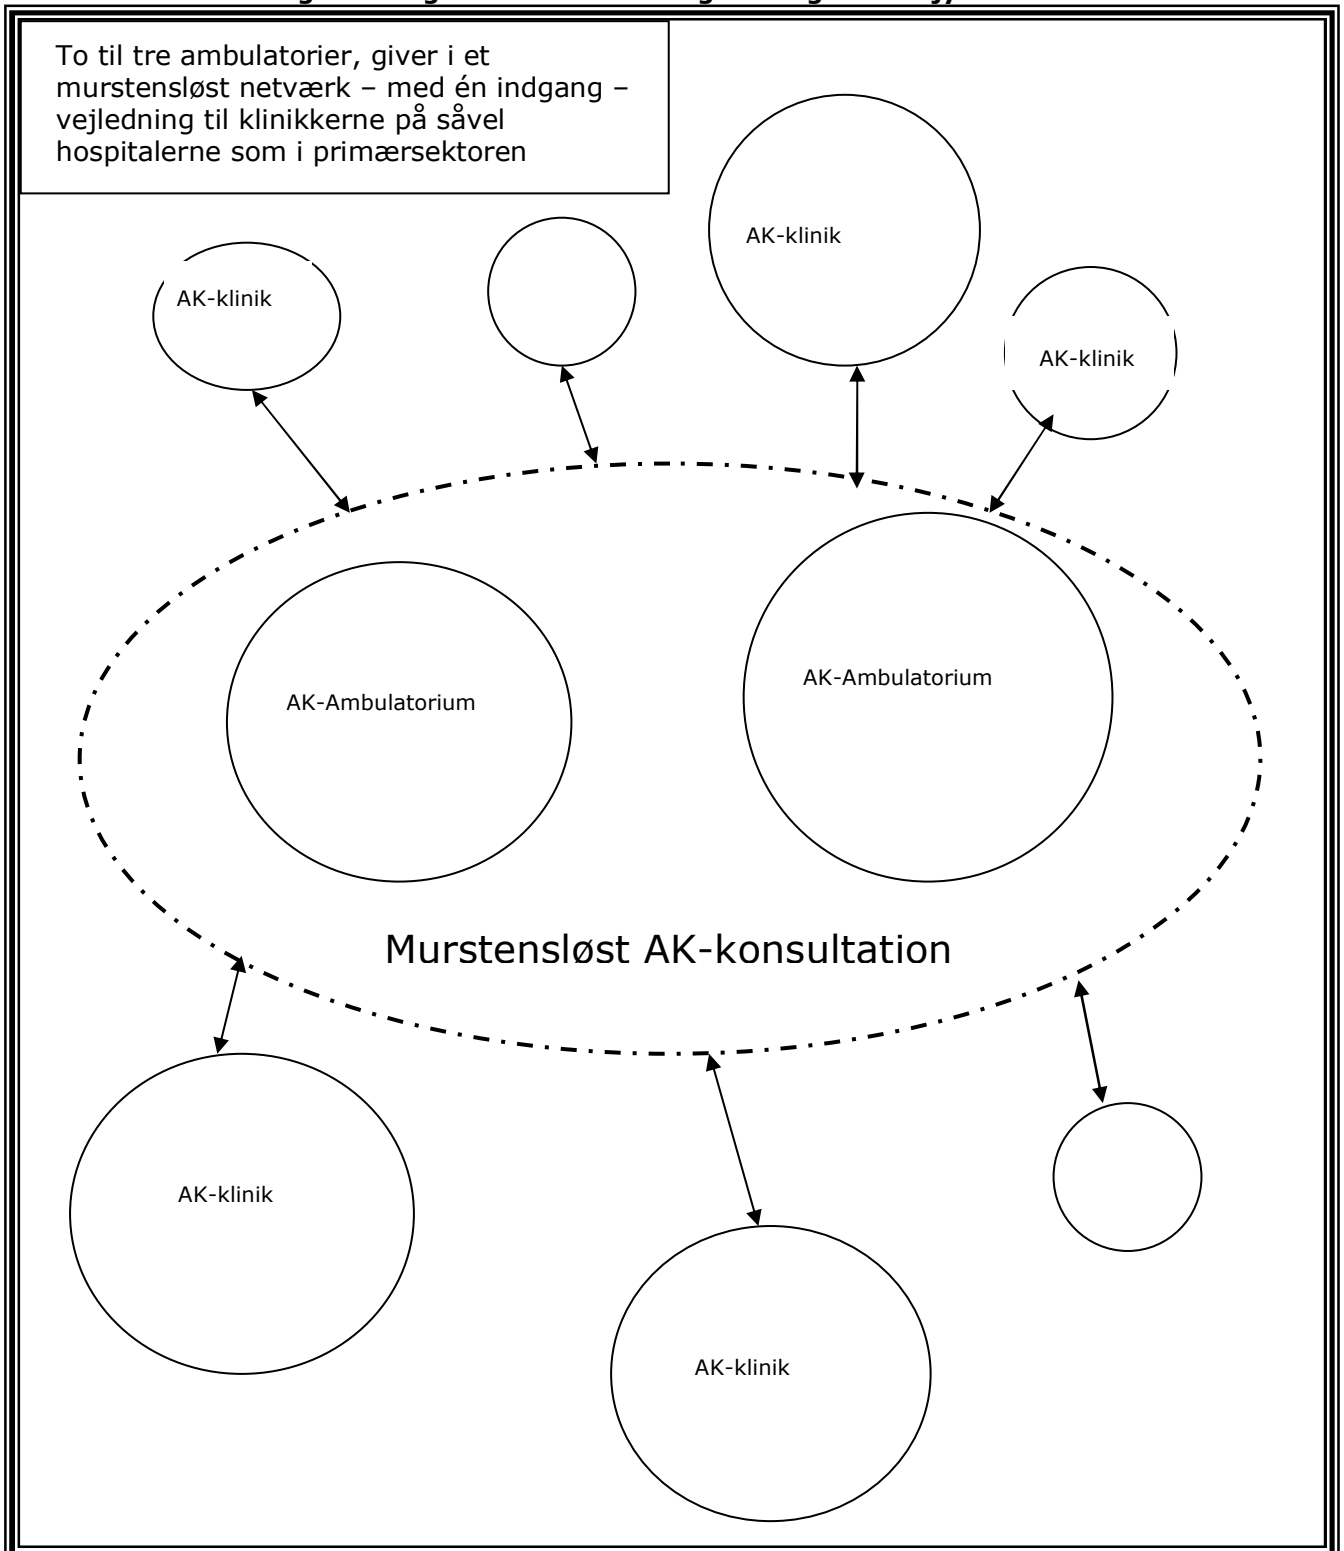 To til tre ambulatorier, giver i et
murstensløst netværk – med én indgang –
vejledning til klinikkerne på såvel
hospitalerne som i primærsektoren
AK-klinik
AK-klinik
AK-klinik
AK-Ambulatorium
AK-Ambulatorium
Murstensløst AK-konsultation
AK-klinik
AK-klinik